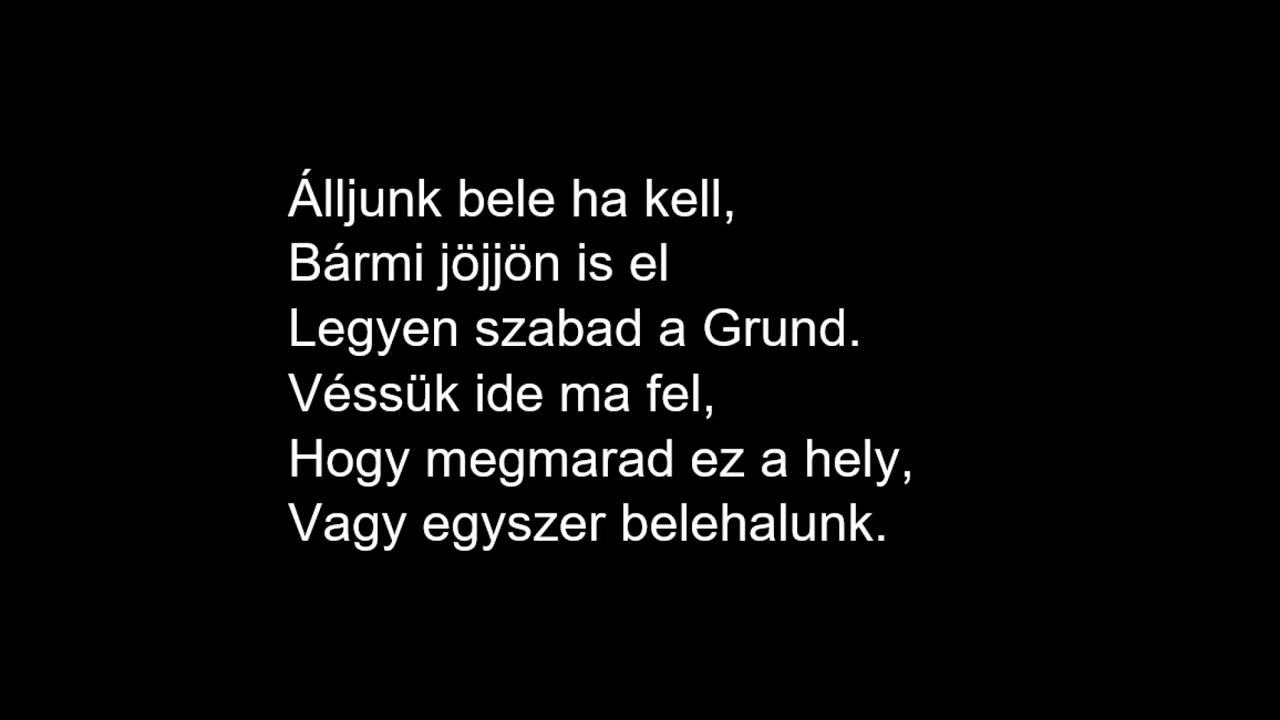 Álljunk bele ha kell,
Bármi jöjjön is el
Legyen szabad a Grund.
Véssük ide ma fel,
Hogy megmarad ez a hely,
Vagy egyszer belehalunk.